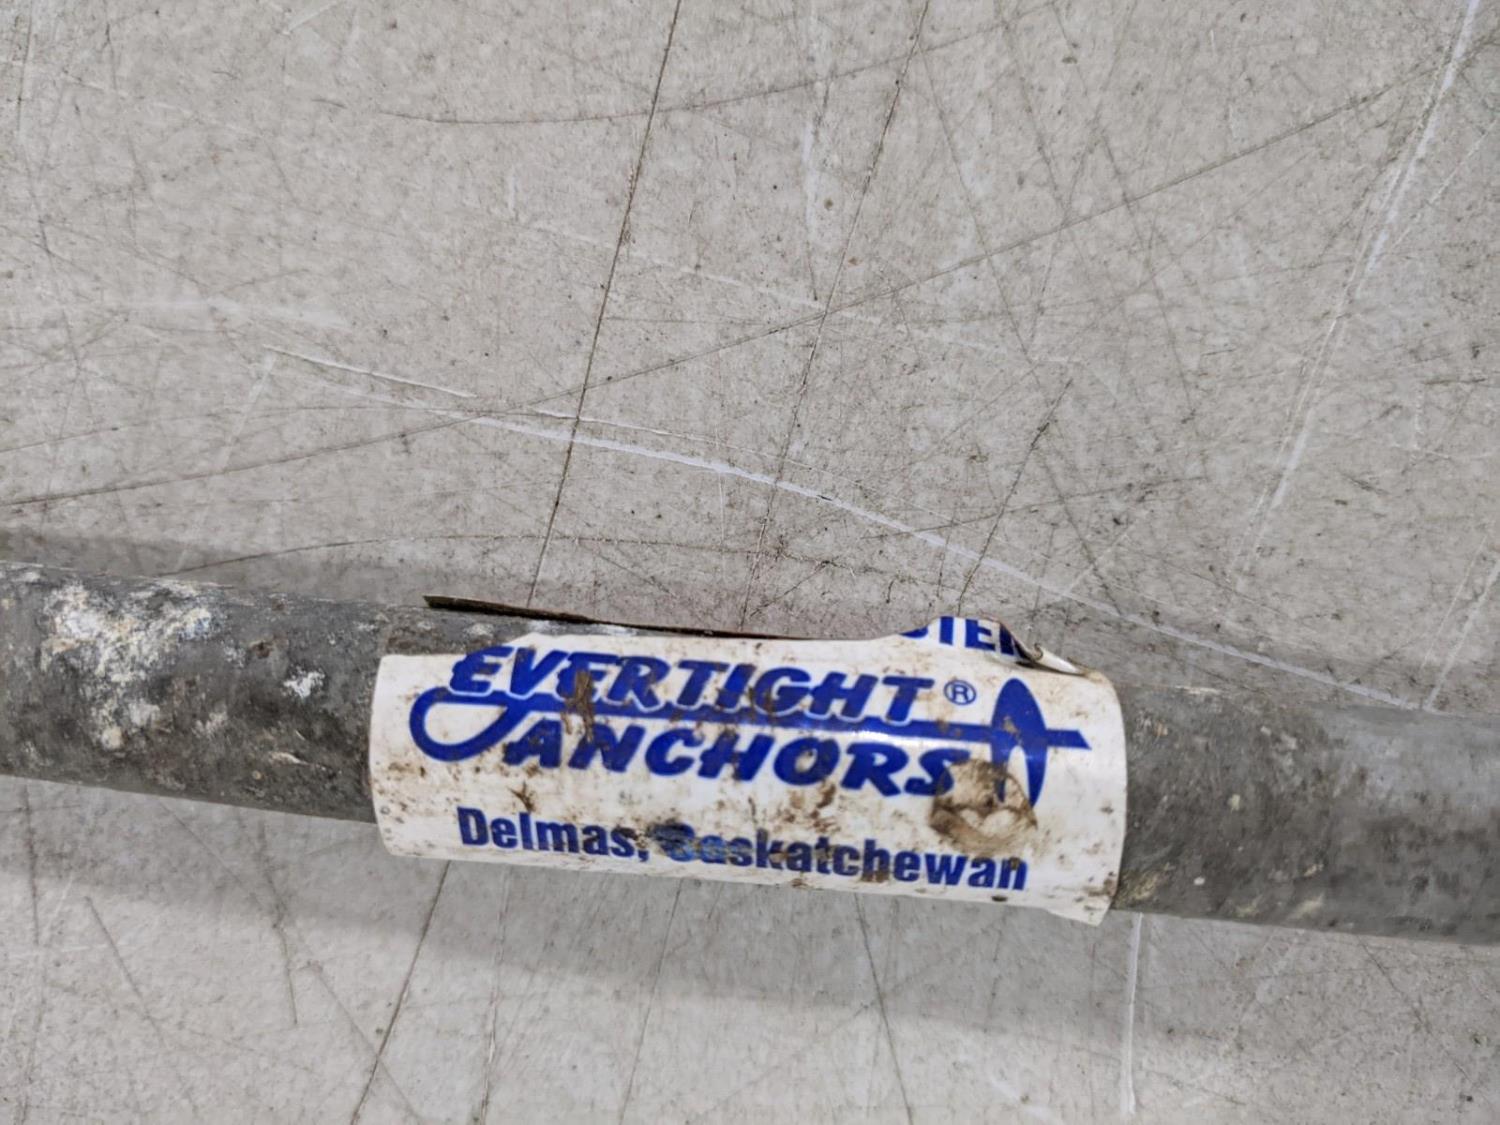 EVERTIGHT ®
ANCHORS
Delmas, Saskatchewan